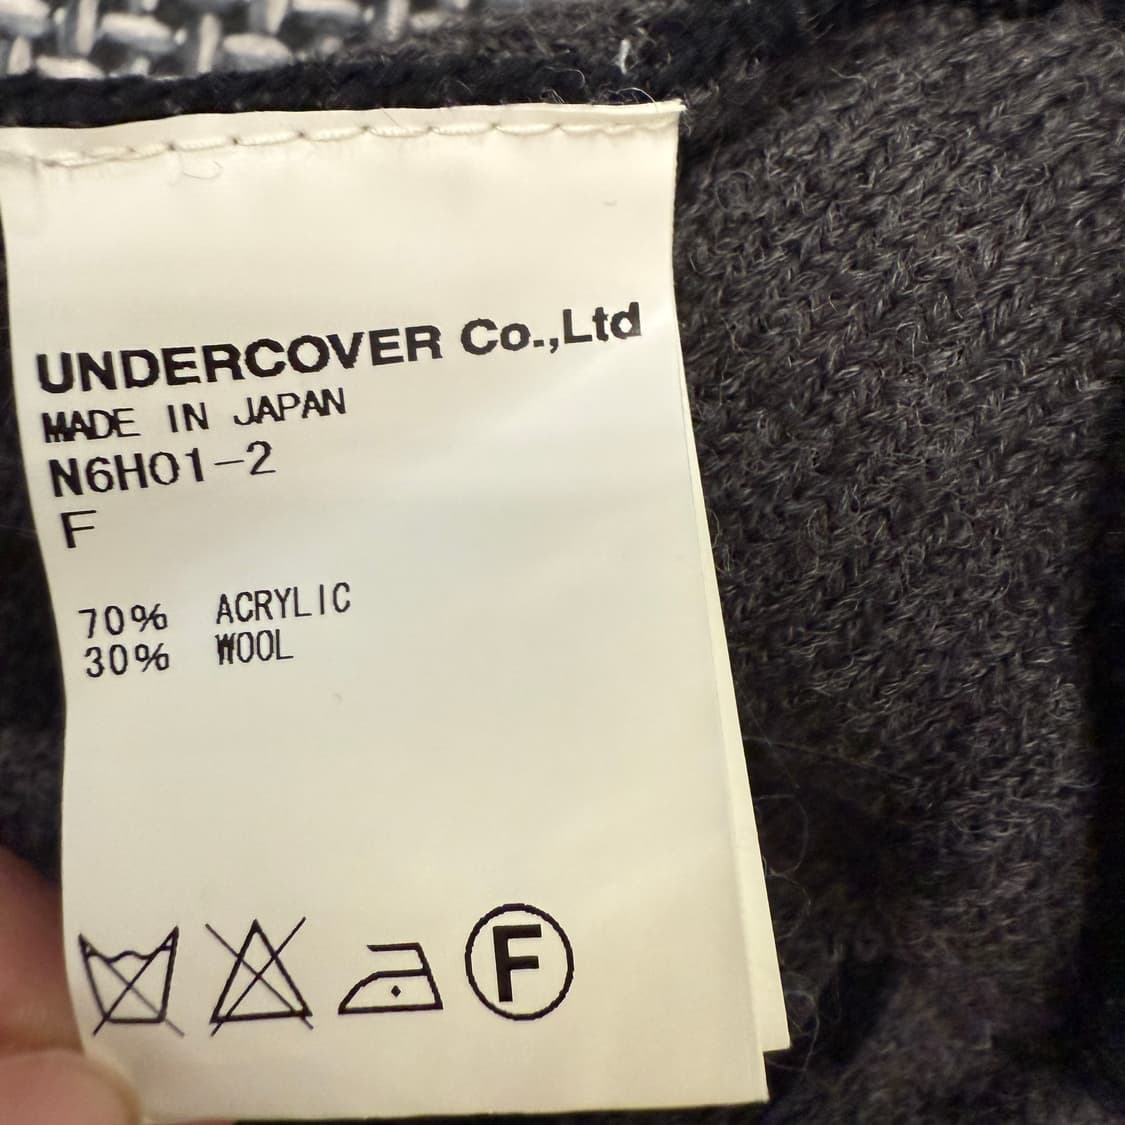 UNDERCOVER Co.,Ltd
MADE IN JAPAN
N6H01-2
F
70% ACRYLIC
30% WOOL
F